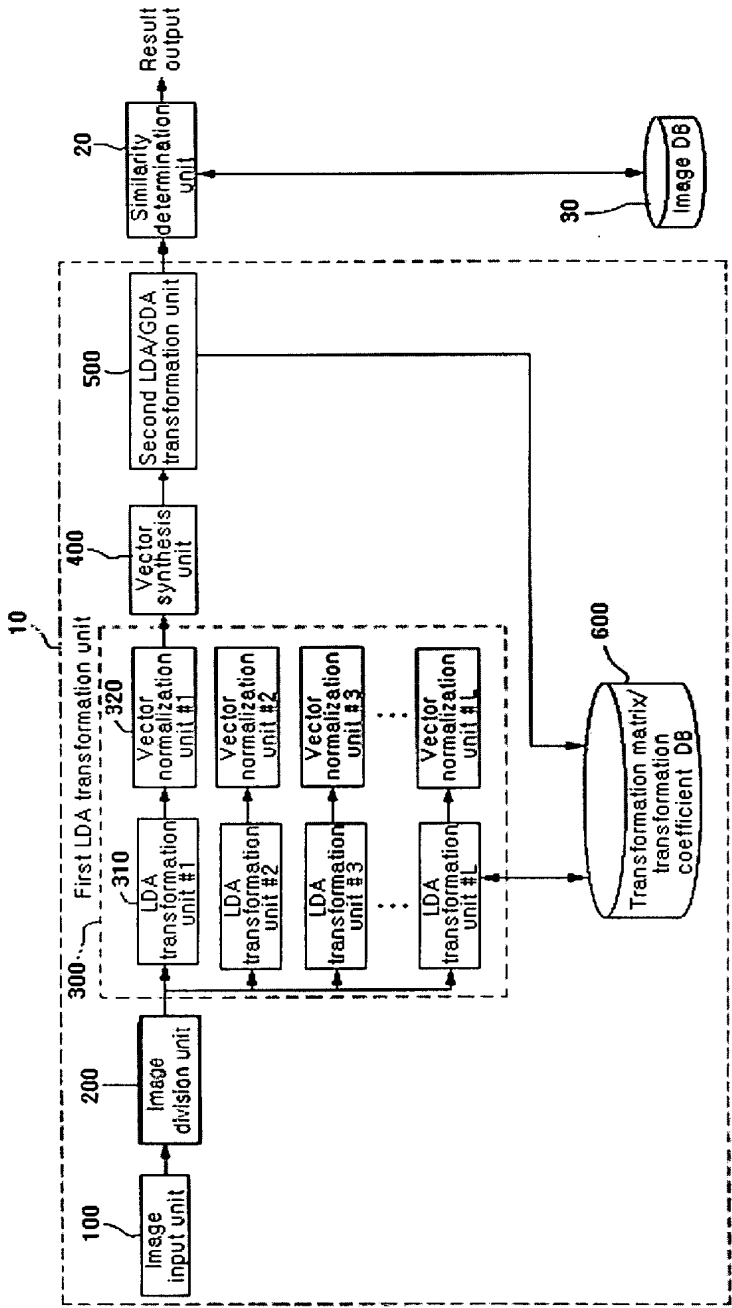 10
100
Image
input unit
200
Image
division unit
300
First LDA transformation unit
310
LDA
transformation
unit #1
320
Vector
normalization
unit #1
LDA
transformation
unit #2
Vector
normalization
unit #2
LDA
transformation
unit #3
Vector
normalization
unit #3
LDA
transformation
unit #L
Vector
normalization
unit #L
400
Vector
synthesis
unit
500
Second LDA/GDA
transformation unit
20
Similarity
determination
unit
Result
output
600
Transformation matrix/
transformation
coefficient DB
30
Image DB